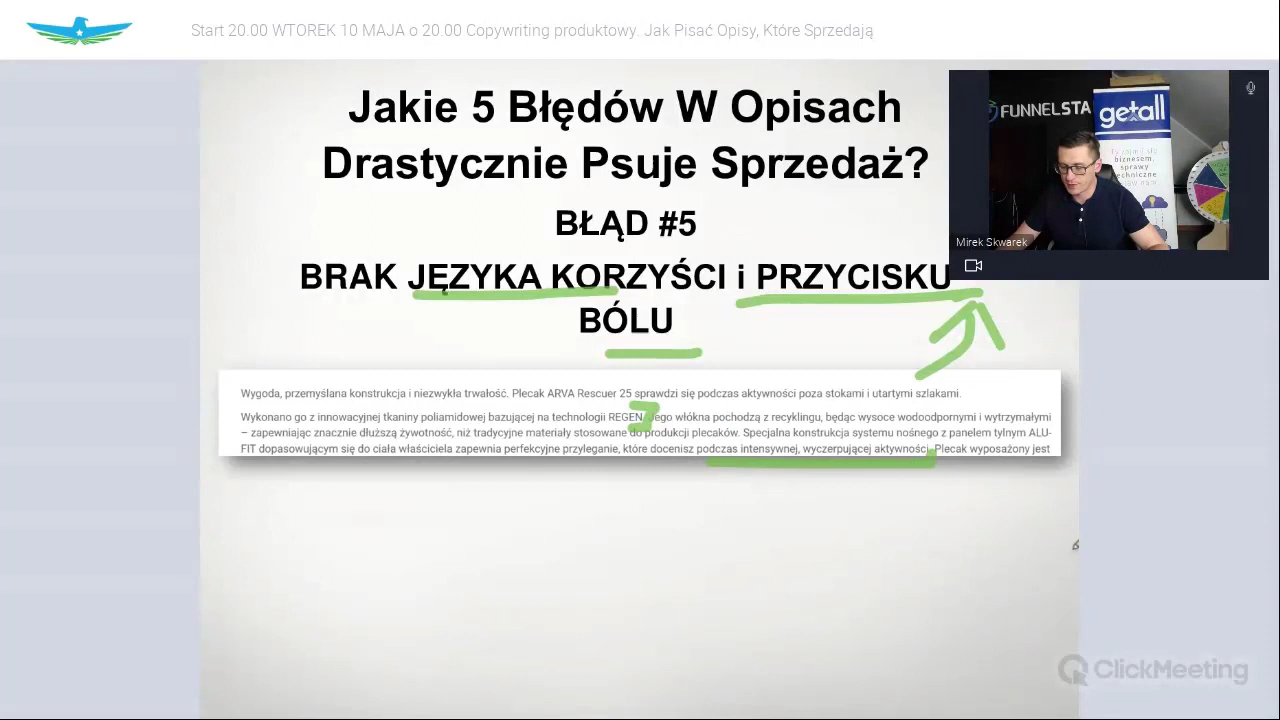 Start 20.00 WTOREK 10 MAJA o 20.00 Copywriting produktowy. Jak Pisać Opisy, Które Sprzedają
Jakie 5 Błędów W Opisach
Drastycznie Psuje Sprzedaż?
BŁĄD #5
BRAK JĘZYKA KORZYŚCI i PRZYCISKU
BÓLU
FUNNELSTA
getall
biznesem,
sprawy
Mirek Skwarek
Wygoda, przemyślana konstrukcja i niezwykła trwałość. Plecak ARVA Rescuer 25 sprawdzi się podczas aktywności poza stokami i utartymi szlakami.
Wykonano go z innowacyjnej tkaniny poliamidowej bazującej na technologii REGEN. Jego włókna pochodzą z recyklingu, będąc wysoce wodoodpornymi i wytrzymałymi
– zapewniając znacznie dłuższą żywotność, niż tradycyjne materiały stosowane do produkcji plecaków. Specjalna konstrukcja systemu nośnego z panelem tylnym ALU-
FIT dopasowującym się do ciała właściciela zapewnia perfekcyjne przyleganie, które docenisz podczas intensywnej, wyczerpującej aktywności. Plecak wyposażony jest
ClickMeeting